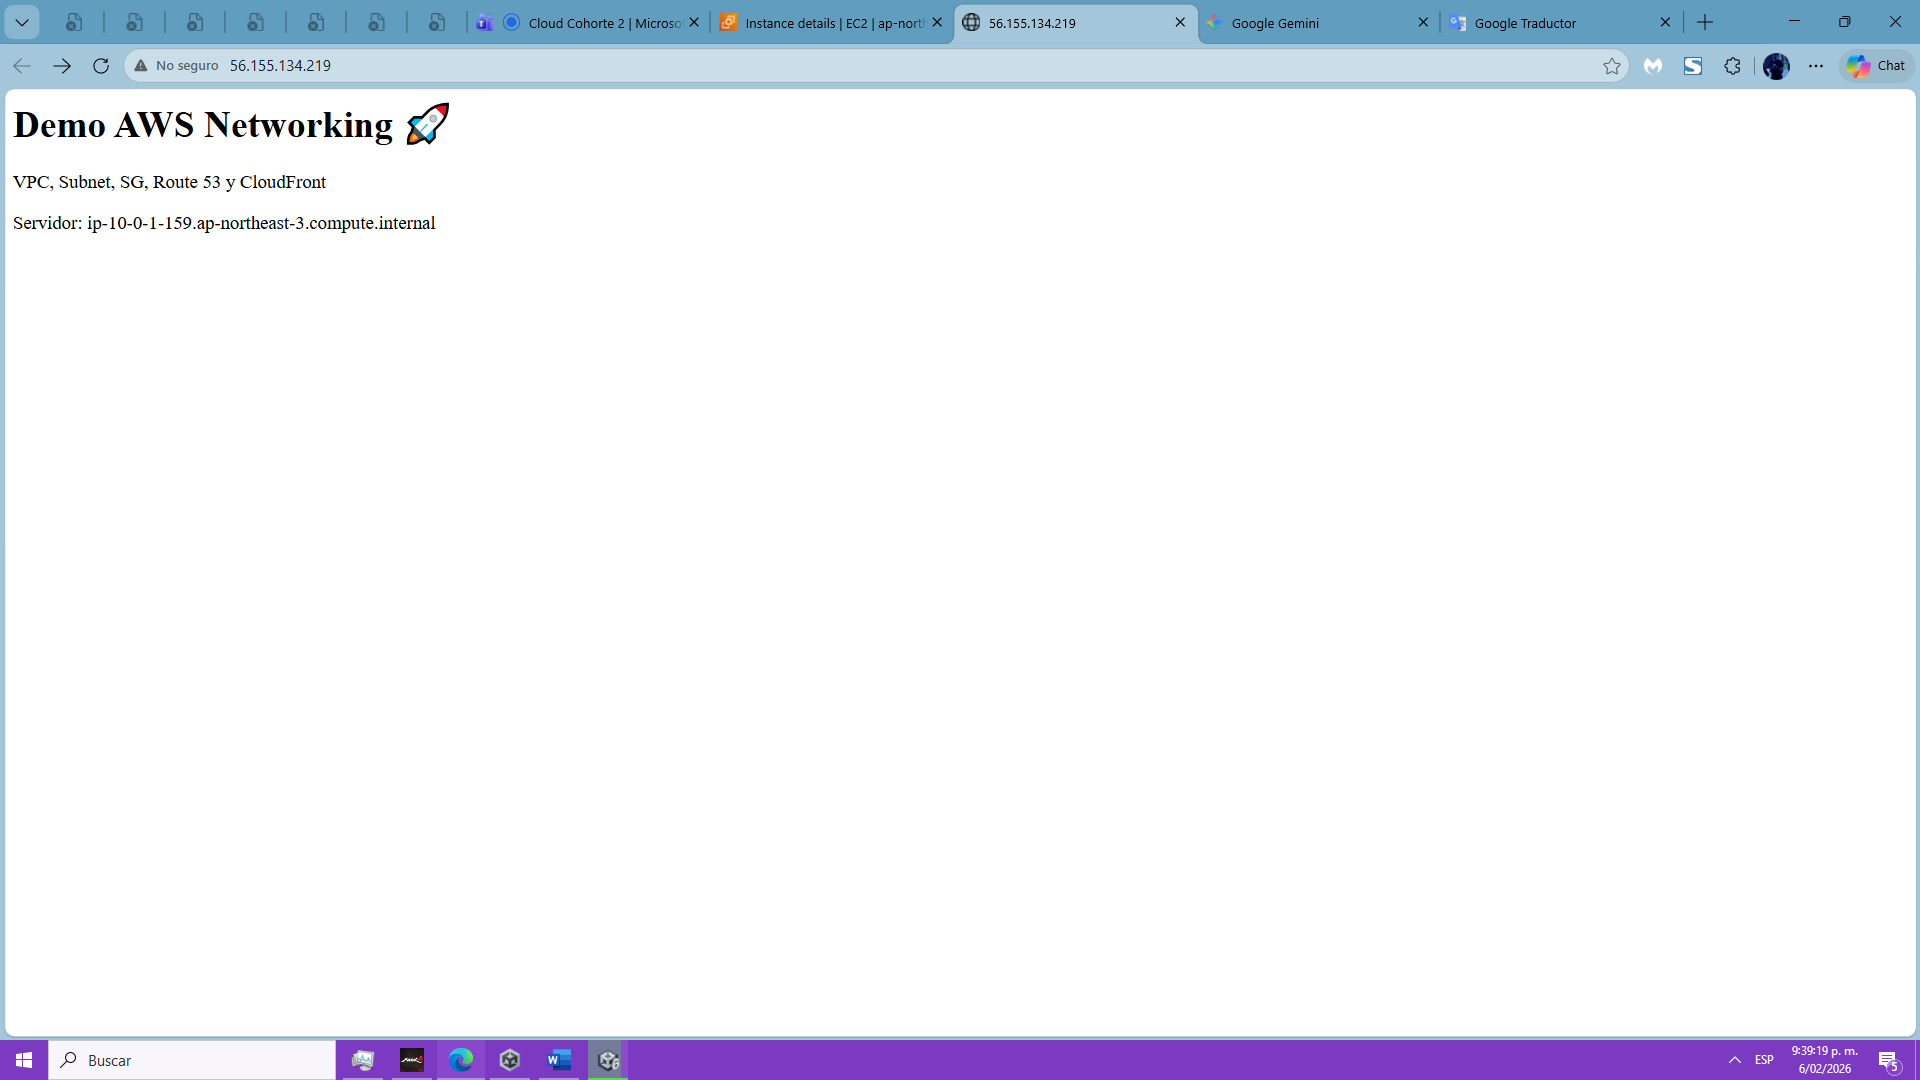 Cloud Cohorte 2 | Microso
Instance details | EC2 | ap-nort
56.155.134.219
Google Gemini
Google Traductor
No seguro
56.155.134.219
Chat
Demo AWS Networking 🚀
VPC, Subnet, SG, Route 53 y CloudFront
Servidor: ip-10-0-1-159.ap-northeast-3.compute.internal
Buscar
ESP
9:39:19 p. m.
6/02/2026
5